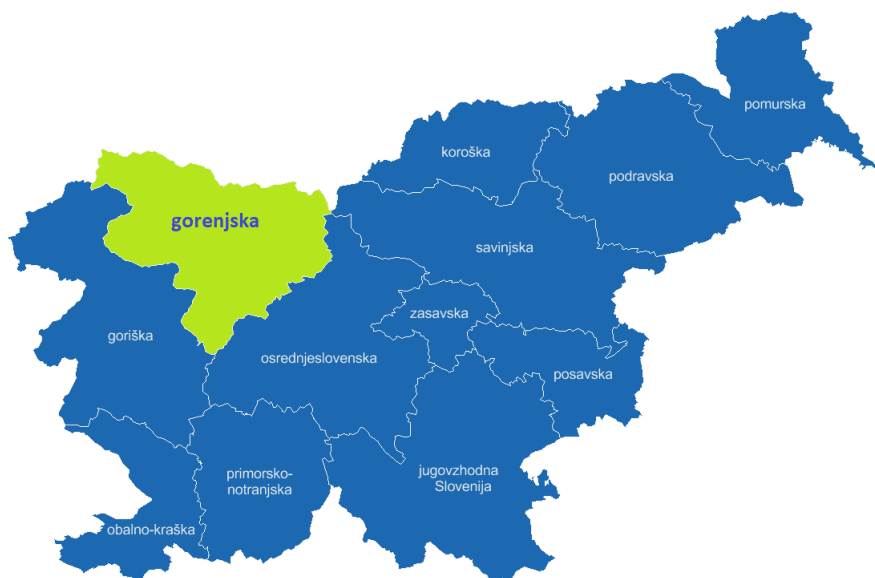 pomurska
koroška
podravska
gorenjska
savinjska
zasavska
goriška
osrednjeslovenska
posavska
primorsko-
notranjska
jugovzhodna
Slovenija
obalno-kraška